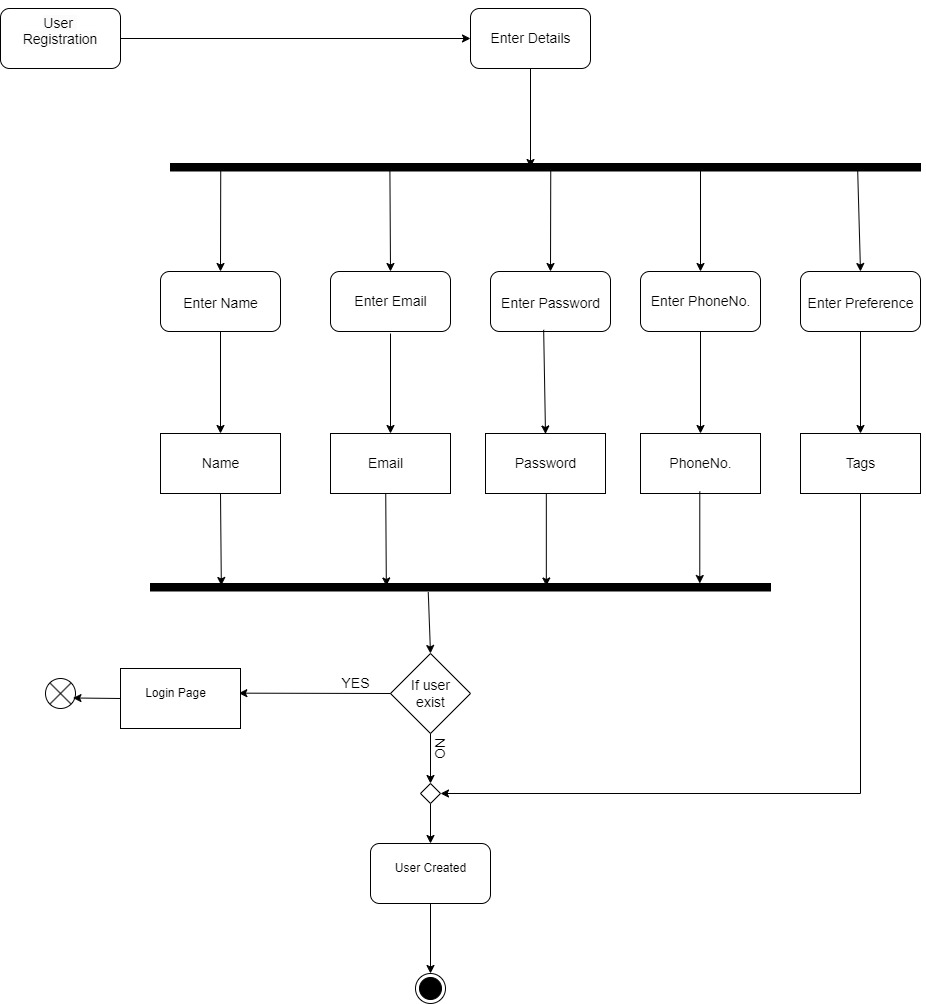 User
Registration
Enter Details
Enter Name
Enter Email
Enter Password
Enter PhoneNo.
Enter Preference
Name
Email
Password
PhoneNo.
Tags
If user
exist
YES
Login Page
NO
User Created